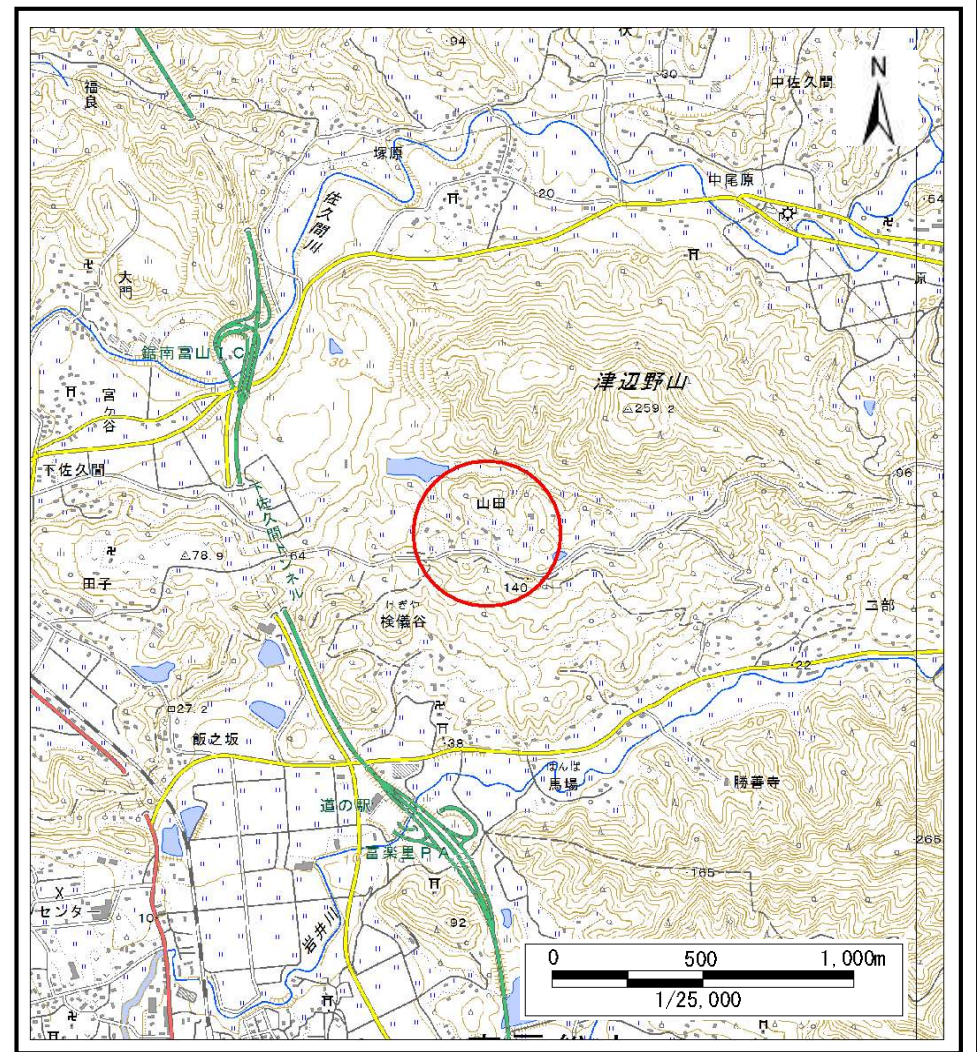 伏
·94
N
福良
·30
中佐久間
塚原
中尾原
·20
佐久間川
·54
大門
原
鋸南富山IC
30
津辺野山
宮ケ谷
△259.2
下佐久間
·96
山田
下佐久間トンネル
△78.9
·64
田子
140
けぎや
検儀谷
二部
·22
□27.2
飯之坂
·38
ばんば
馬場
勝善寺
道の駅
富楽里PA
·265
·165
センタ
10
岩井川
·92
0 500 1,000m
1/25,000